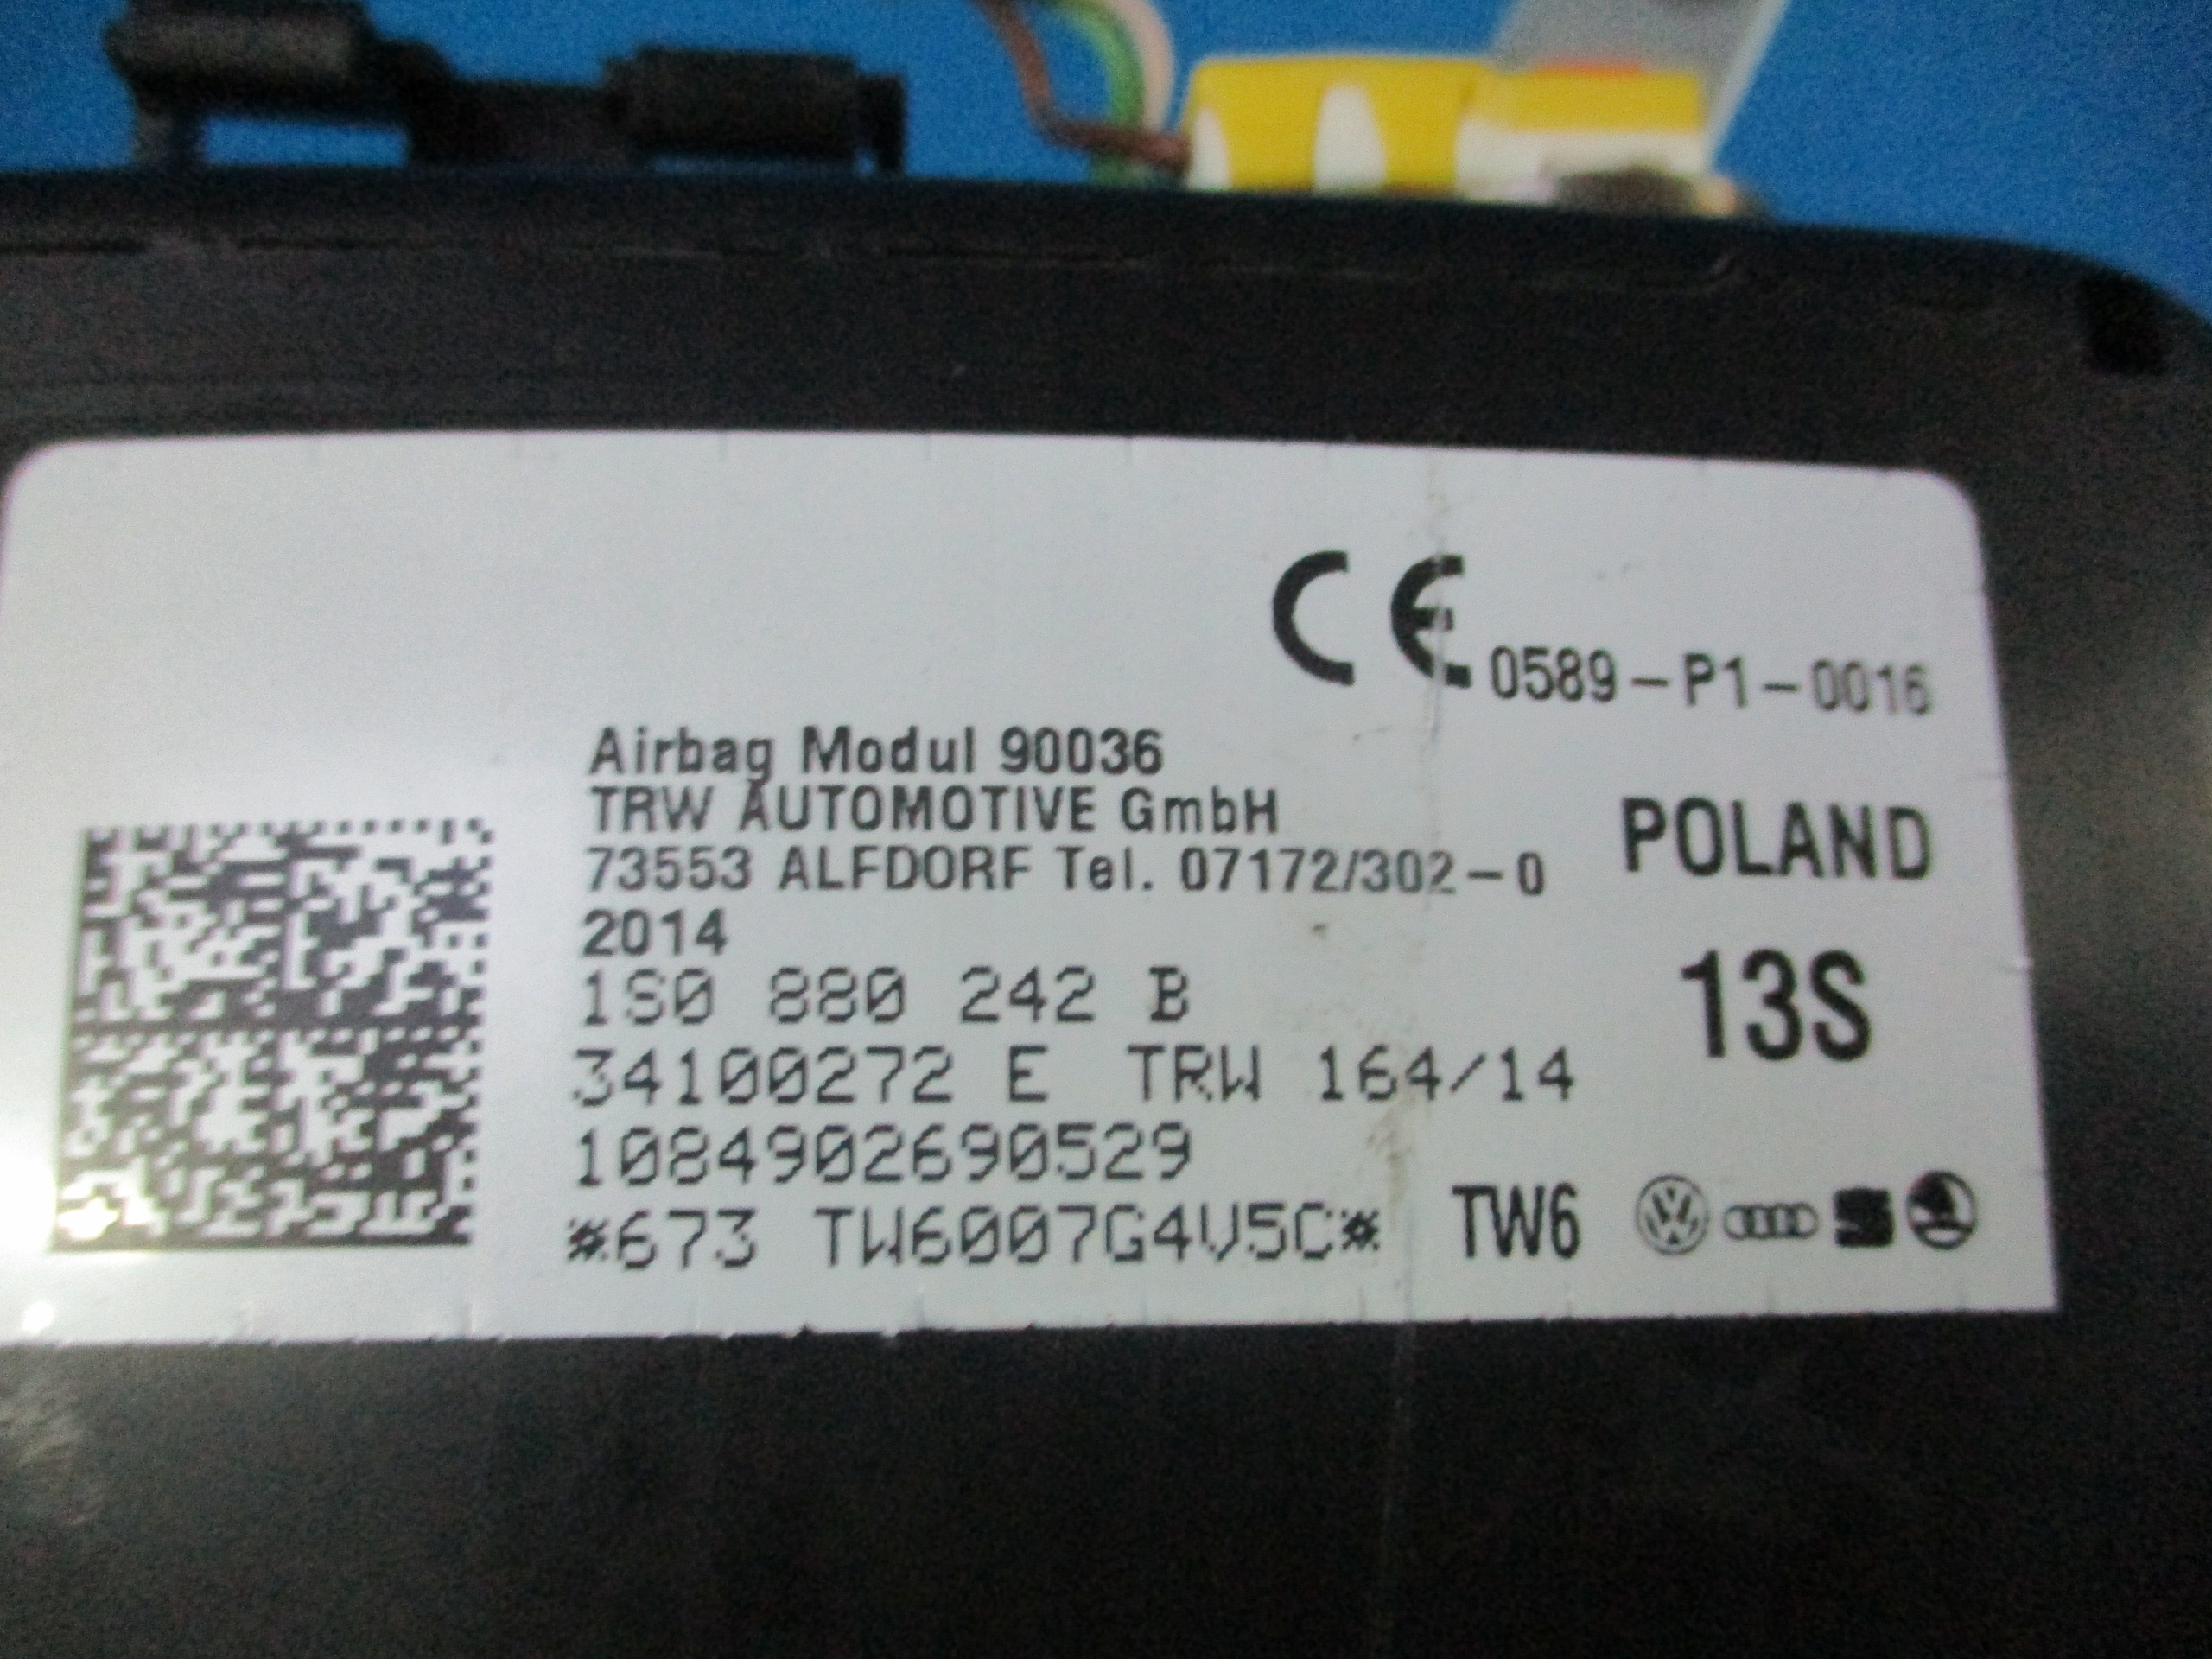 CE 0589-P1-0016
Airbag Modul 90036
TRW AUTOMOTIVE GmbH
73553 ALFDORF Tel. 07172/302-0
POLAND
2014
13S
1S0 880 242 B
34100272 E TRW 164/14
1084902690529
*673 TW6007G4V5C* TW6